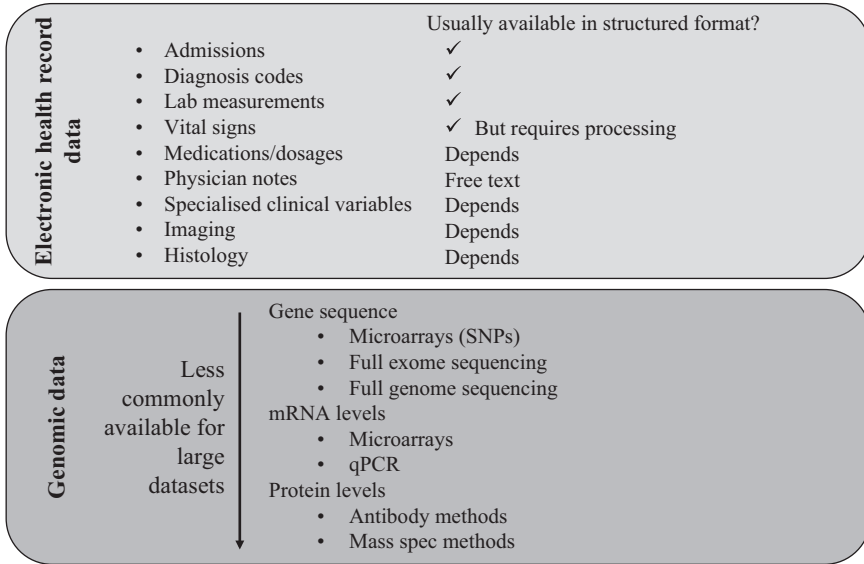 Electronic health record
data
Usually available in structured format?
• Admissions ✓
• Diagnosis codes ✓
• Lab measurements ✓
• Vital signs ✓ But requires processing
• Medications/dosages Depends
• Physician notes Free text
• Specialised clinical variables Depends
• Imaging Depends
• Histology Depends
Genomic data
Less
commonly
available for
large
datasets
Gene sequence
• Microarrays (SNPs)
• Full exome sequencing
• Full genome sequencing
mRNA levels
• Microarrays
• qPCR
Protein levels
• Antibody methods
• Mass spec methods